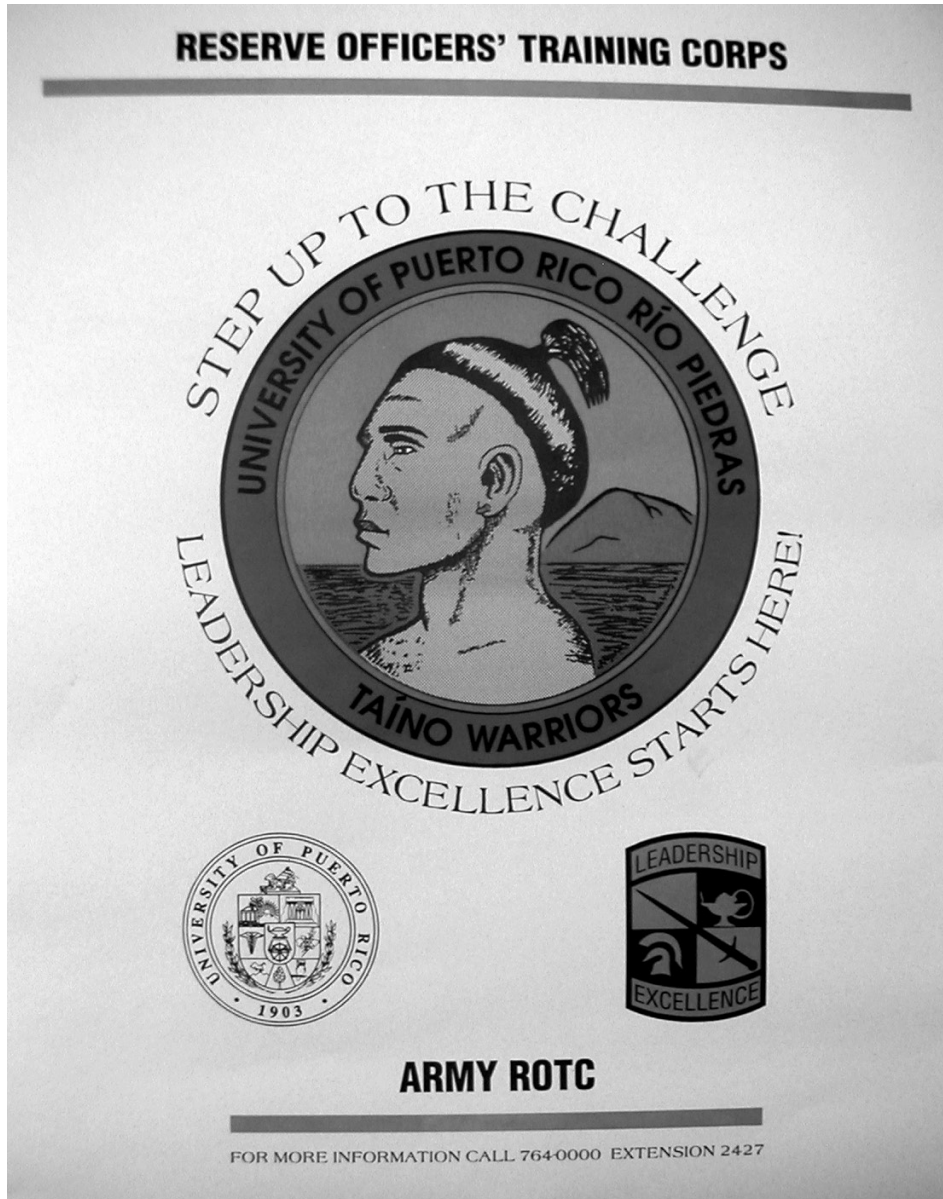 RESERVE OFFICERS' TRAINING CORPS
STEP UP TO THE CHALLENGE
UNIVERSITY OF PUERTO RICO RÍO PIEDRAS
TAÍNO WARRIORS
LEADERSHIP EXCELLENCE STARTS HERE!
UNIVERSITY OF PUERTO RICO
• 1903 •
LEADERSHIP
EXCELLENCE
ARMY ROTC
FOR MORE INFORMATION CALL 764-0000 EXTENSION 2427